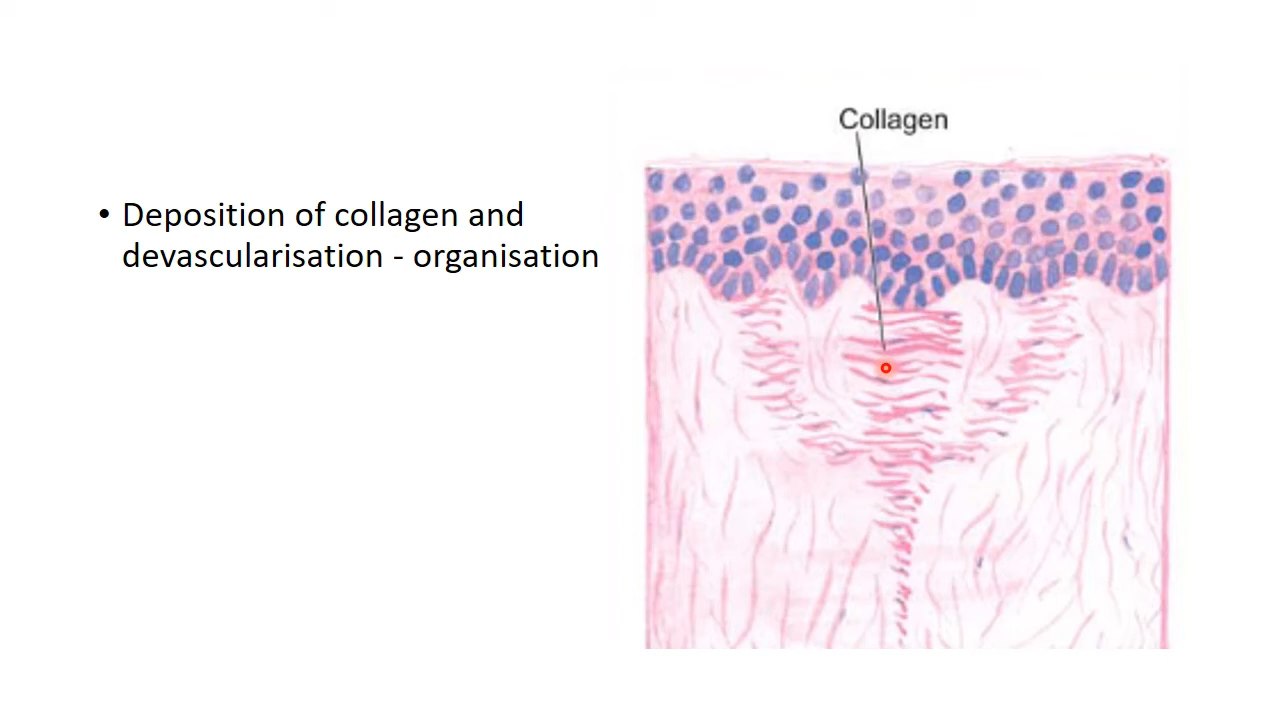 Collagen
• Deposition of collagen and
devascularisation - organisation